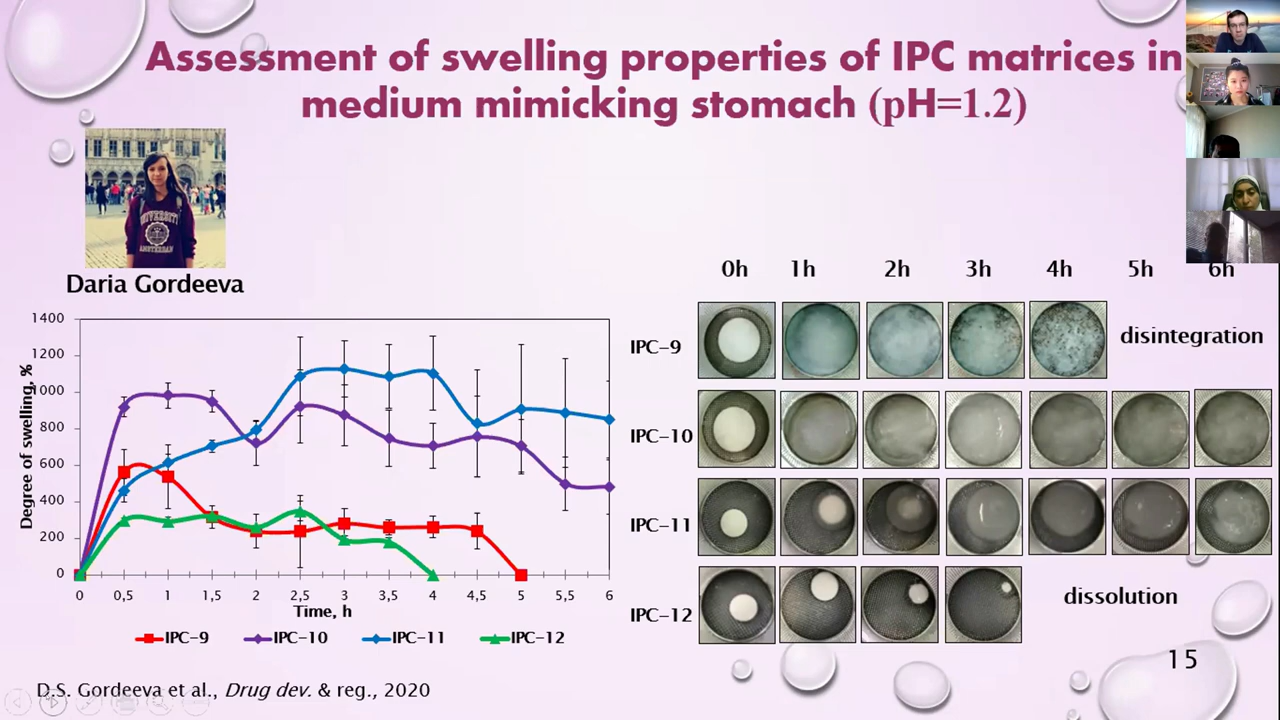 Assessment of swelling properties of IPC matrices in
medium mimicking stomach (pH=1.2)
UNIVERSITY
AMSTERDAM
Daria Gordeeva
0h 1h 2h 3h 4h 5h 6h
IPC-9
disintegration
IPC-10
IPC-11
IPC-12
dissolution
Degree of swelling, %
1400
1200
1000
800
600
400
200
0
0 0,5 1 1,5 2 2,5 3 3,5 4 4,5 5 5,5 6
Time, h
IPC-9 IPC-10 IPC-11 IPC-12
15
D.S. Gordeeva et al., Drug dev. & reg., 2020